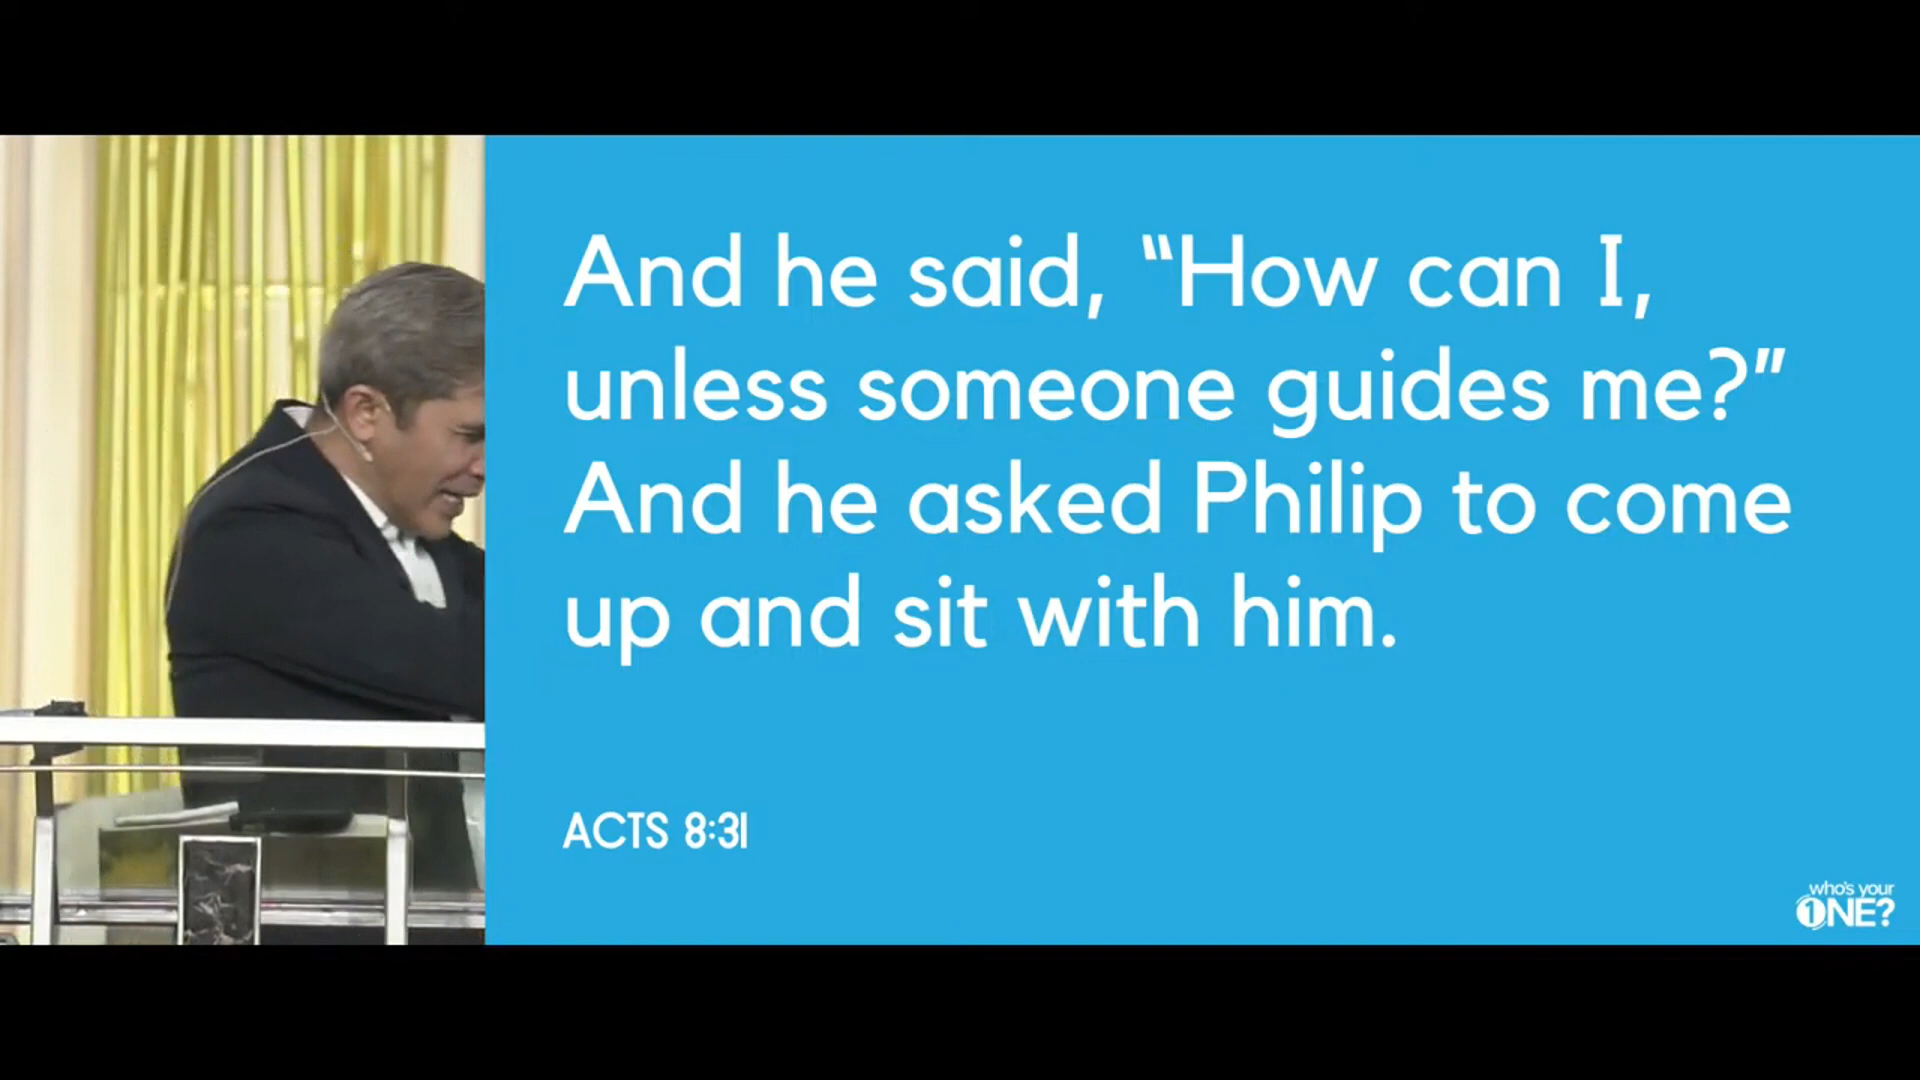 And he said, “How can I,
unless someone guides me?”
And he asked Philip to come
up and sit with him.
ACTS 8:31
who's your
ONE?